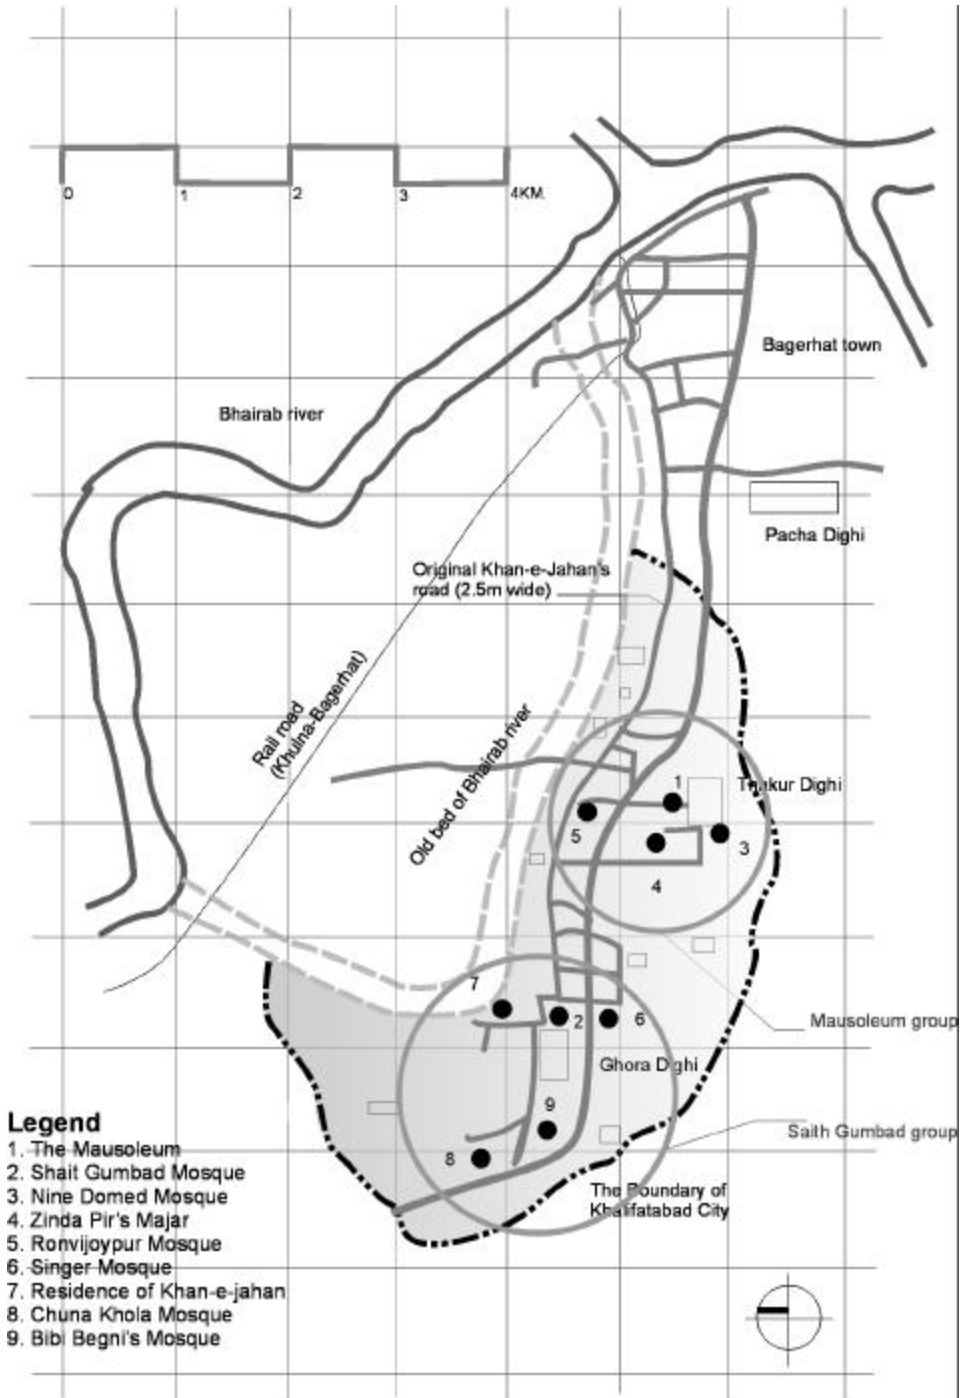 0 1 2 3 4KM.
Bagerhat town
Bhairab river
Pacha Dighi
Original Khan-e-Jahan's
road (2.5m wide)
Rail road
(Khulna-Bagerhat)
Old bed of Bhairab river
1
Thakur Dighi
5
3
4
7
2
6
Mausoleum group
Ghora Dighi
9
8
Saith Gumbad group
The Boundary of
Khalifatabad City
Legend
1. The Mausoleum
2. Shait Gumbad Mosque
3. Nine Domed Mosque
4. Zinda Pir's Majar
5. Ronvijoypur Mosque
6. Singer Mosque
7. Residence of Khan-e-jahan
8. Chuna Khola Mosque
9. Bibi Begni's Mosque